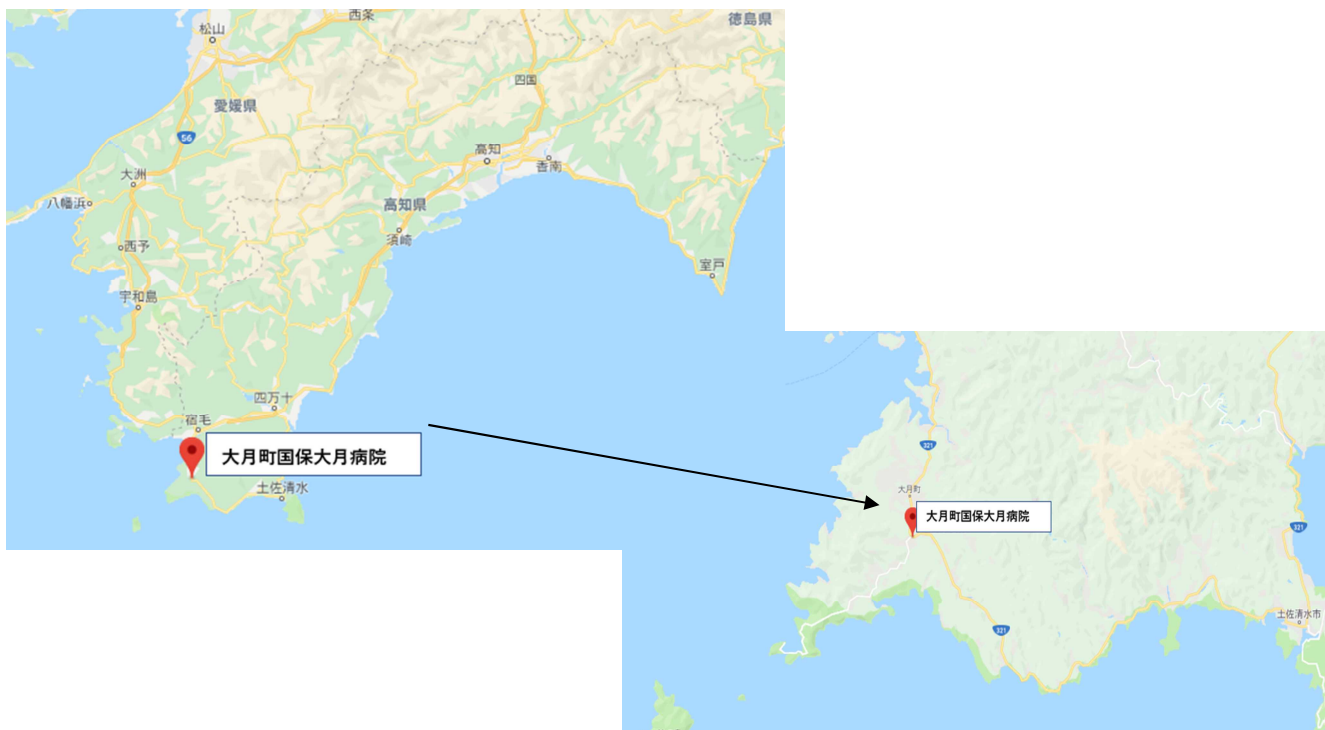 西条
徳島県
松山
四国
愛媛県
56
高知
香南
大洲
八幡浜
高知県
須崎
西予
室戸
宇和島
四万十
宿毛
大月町国保大月病院
土佐清水
321
大月町
大月町国保大月病院
321
321
土佐清水市